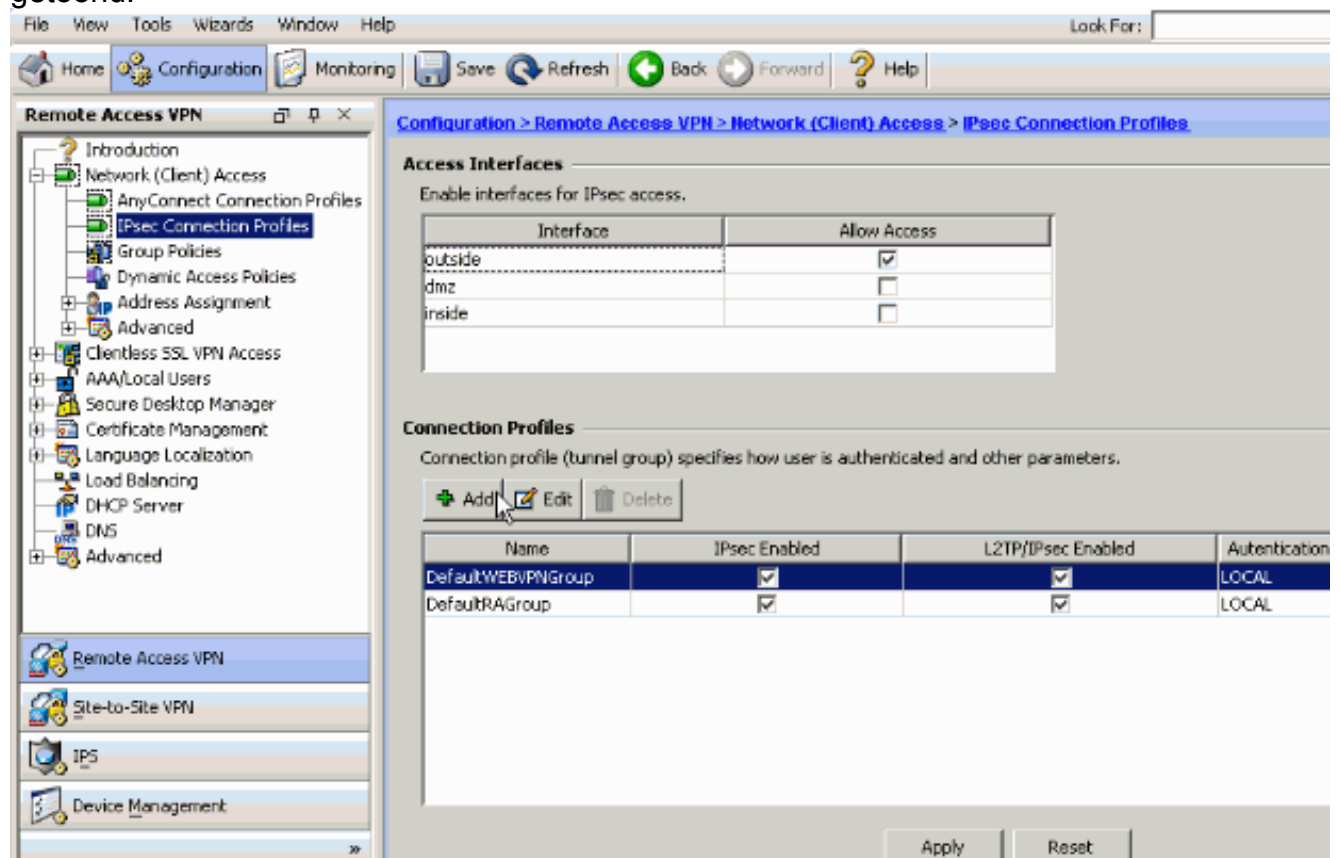 File View Tools Wizards Window Help Look For:
Home Configuration Monitoring Save Refresh Back Forward Help
Remote Access VPN
Introduction
Network (Client) Access
AnyConnect Connection Profiles
IPsec Connection Profiles
Group Policies
Dynamic Access Policies
Address Assignment
Advanced
Clientless SSL VPN Access
AAA/Local Users
Secure Desktop Manager
Certificate Management
Language Localization
Load Balancing
DHCP Server
DNS
Advanced
Remote Access VPN
Site-to-Site VPN
IPS
Device Management
»
Configuration > Remote Access VPN > Network (Client) Access > IPsec Connection Profiles
Access Interfaces
Enable interfaces for IPsec access.
Interface Allow Access
outside
dmz
inside
Connection Profiles
Connection profile (tunnel group) specifies how user is authenticated and other parameters.
Add Edit Delete
Name IPsec Enabled L2TP/IPsec Enabled Autentication
DefaultWEBVPNGroup LOCAL
DefaultRAGroup LOCAL
Apply Reset